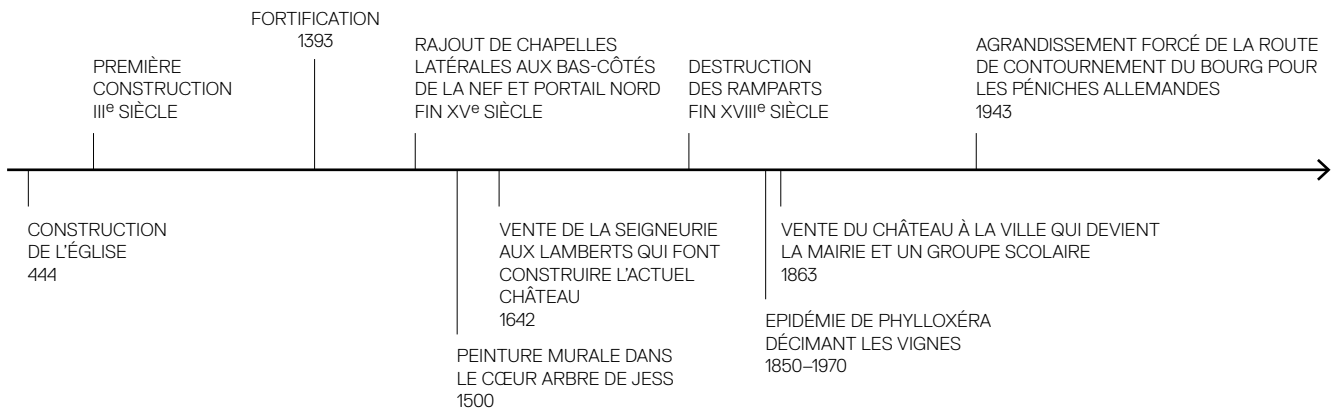 FORTIFICATION
1393
PREMIÈRE
CONSTRUCTION
IIIe SIÈCLE
RAJOUT DE CHAPELLES
LATÉRALES AUX BAS-CÔTÉS
DE LA NEF ET PORTAIL NORD
FIN XVe SIÈCLE
DESTRUCTION
DES RAMPARTS
FIN XVIIIe SIÈCLE
AGRANDISSEMENT FORCÉ DE LA ROUTE
DE CONTOURNEMENT DU BOURG POUR
LES PÉNICHES ALLEMANDES
1943
CONSTRUCTION
DE L'ÉGLISE
444
VENTE DE LA SEIGNEURIE
AUX LAMBERTS QUI FONT
CONSTRUIRE L'ACTUEL
CHÂTEAU
1642
VENTE DU CHÂTEAU À LA VILLE QUI DEVIENT
LA MAIRIE ET UN GROUPE SCOLAIRE
1863
PEINTURE MURALE DANS
LE CŒUR ARBRE DE JESS
1500
EPIDÉMIE DE PHYLLOXÉRA
DÉCIMANT LES VIGNES
1850–1970